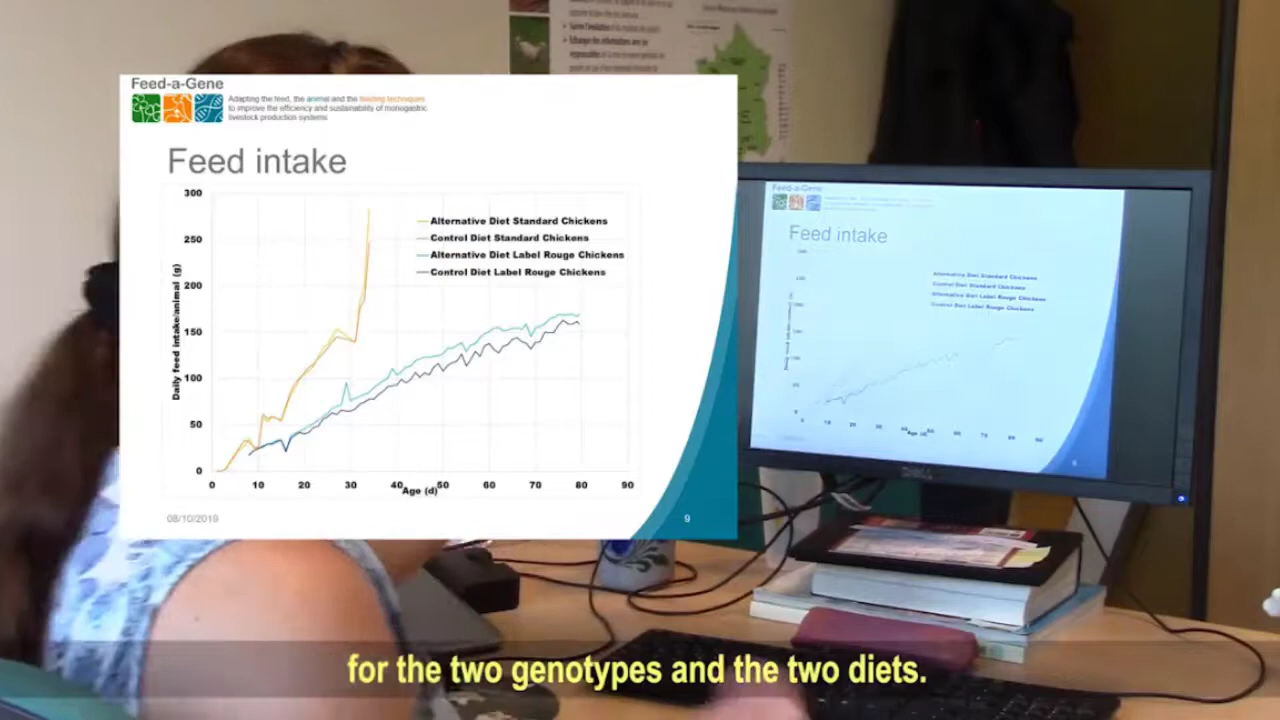 Feed-a-Gene
Adapting the feed, the animal and the feeding techniques
to improve the efficiency and sustainability of monogastric
livestock production systems
Feed intake
300
250
200
150
100
50
0
Daily feed intake/animal (g)
Alternative Diet Standard Chickens
Control Diet Standard Chickens
Alternative Diet Label Rouge Chickens
Control Diet Label Rouge Chickens
0 10 20 30 40 50 60 70 80 90
Age (d)
08/10/2019
9
Feed-a-Gene
Feed intake
Alternative Diet Standard Chickens
Control Diet Standard Chickens
Alternative Diet Label Rouge Chickens
Control Diet Label Rouge Chickens
Age (d)
DELL
for the two genotypes and the two diets.